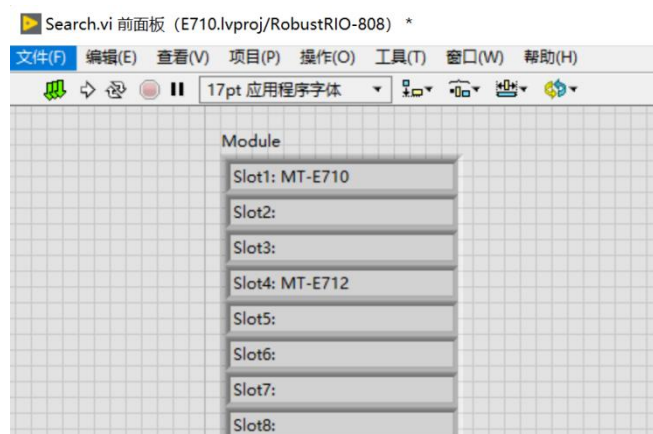 Search.vi 前面板（E710.lvproj/RobustRIO-808） *
文件(F) 编辑(E) 查看(V) 项目(P) 操作(O) 工具(T) 窗口(W) 帮助(H)
17pt 应用程序字体
Module
Slot1: MT-E710
Slot2:
Slot3:
Slot4: MT-E712
Slot5:
Slot6:
Slot7:
Slot8: